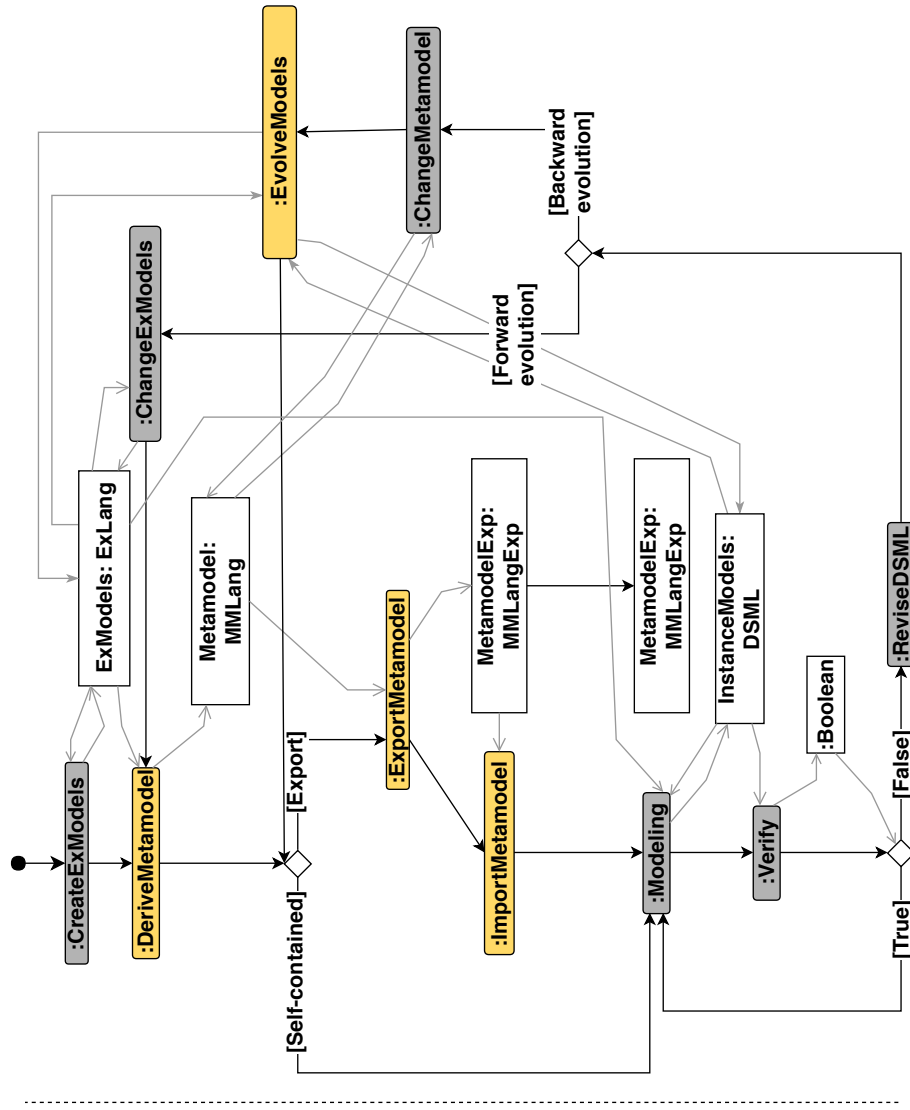 :CreateExModels
:DeriveMetamodel
[Self-contained]
[Export]
ExModels: ExLang
:ChangeExModels
Metamodel:
MMLang
:EvolveModels
:ChangeMetamodel
:ExportMetamodel
:ImportMetamodel
MetamodelExp:
MMLangExp
[Forward
evolution]
[Backward
evolution]
:Modeling
MetamodelExp:
MMLangExp
InstanceModels:
DSML
:Verify
:Boolean
[True]
[False]
:ReviseDSML